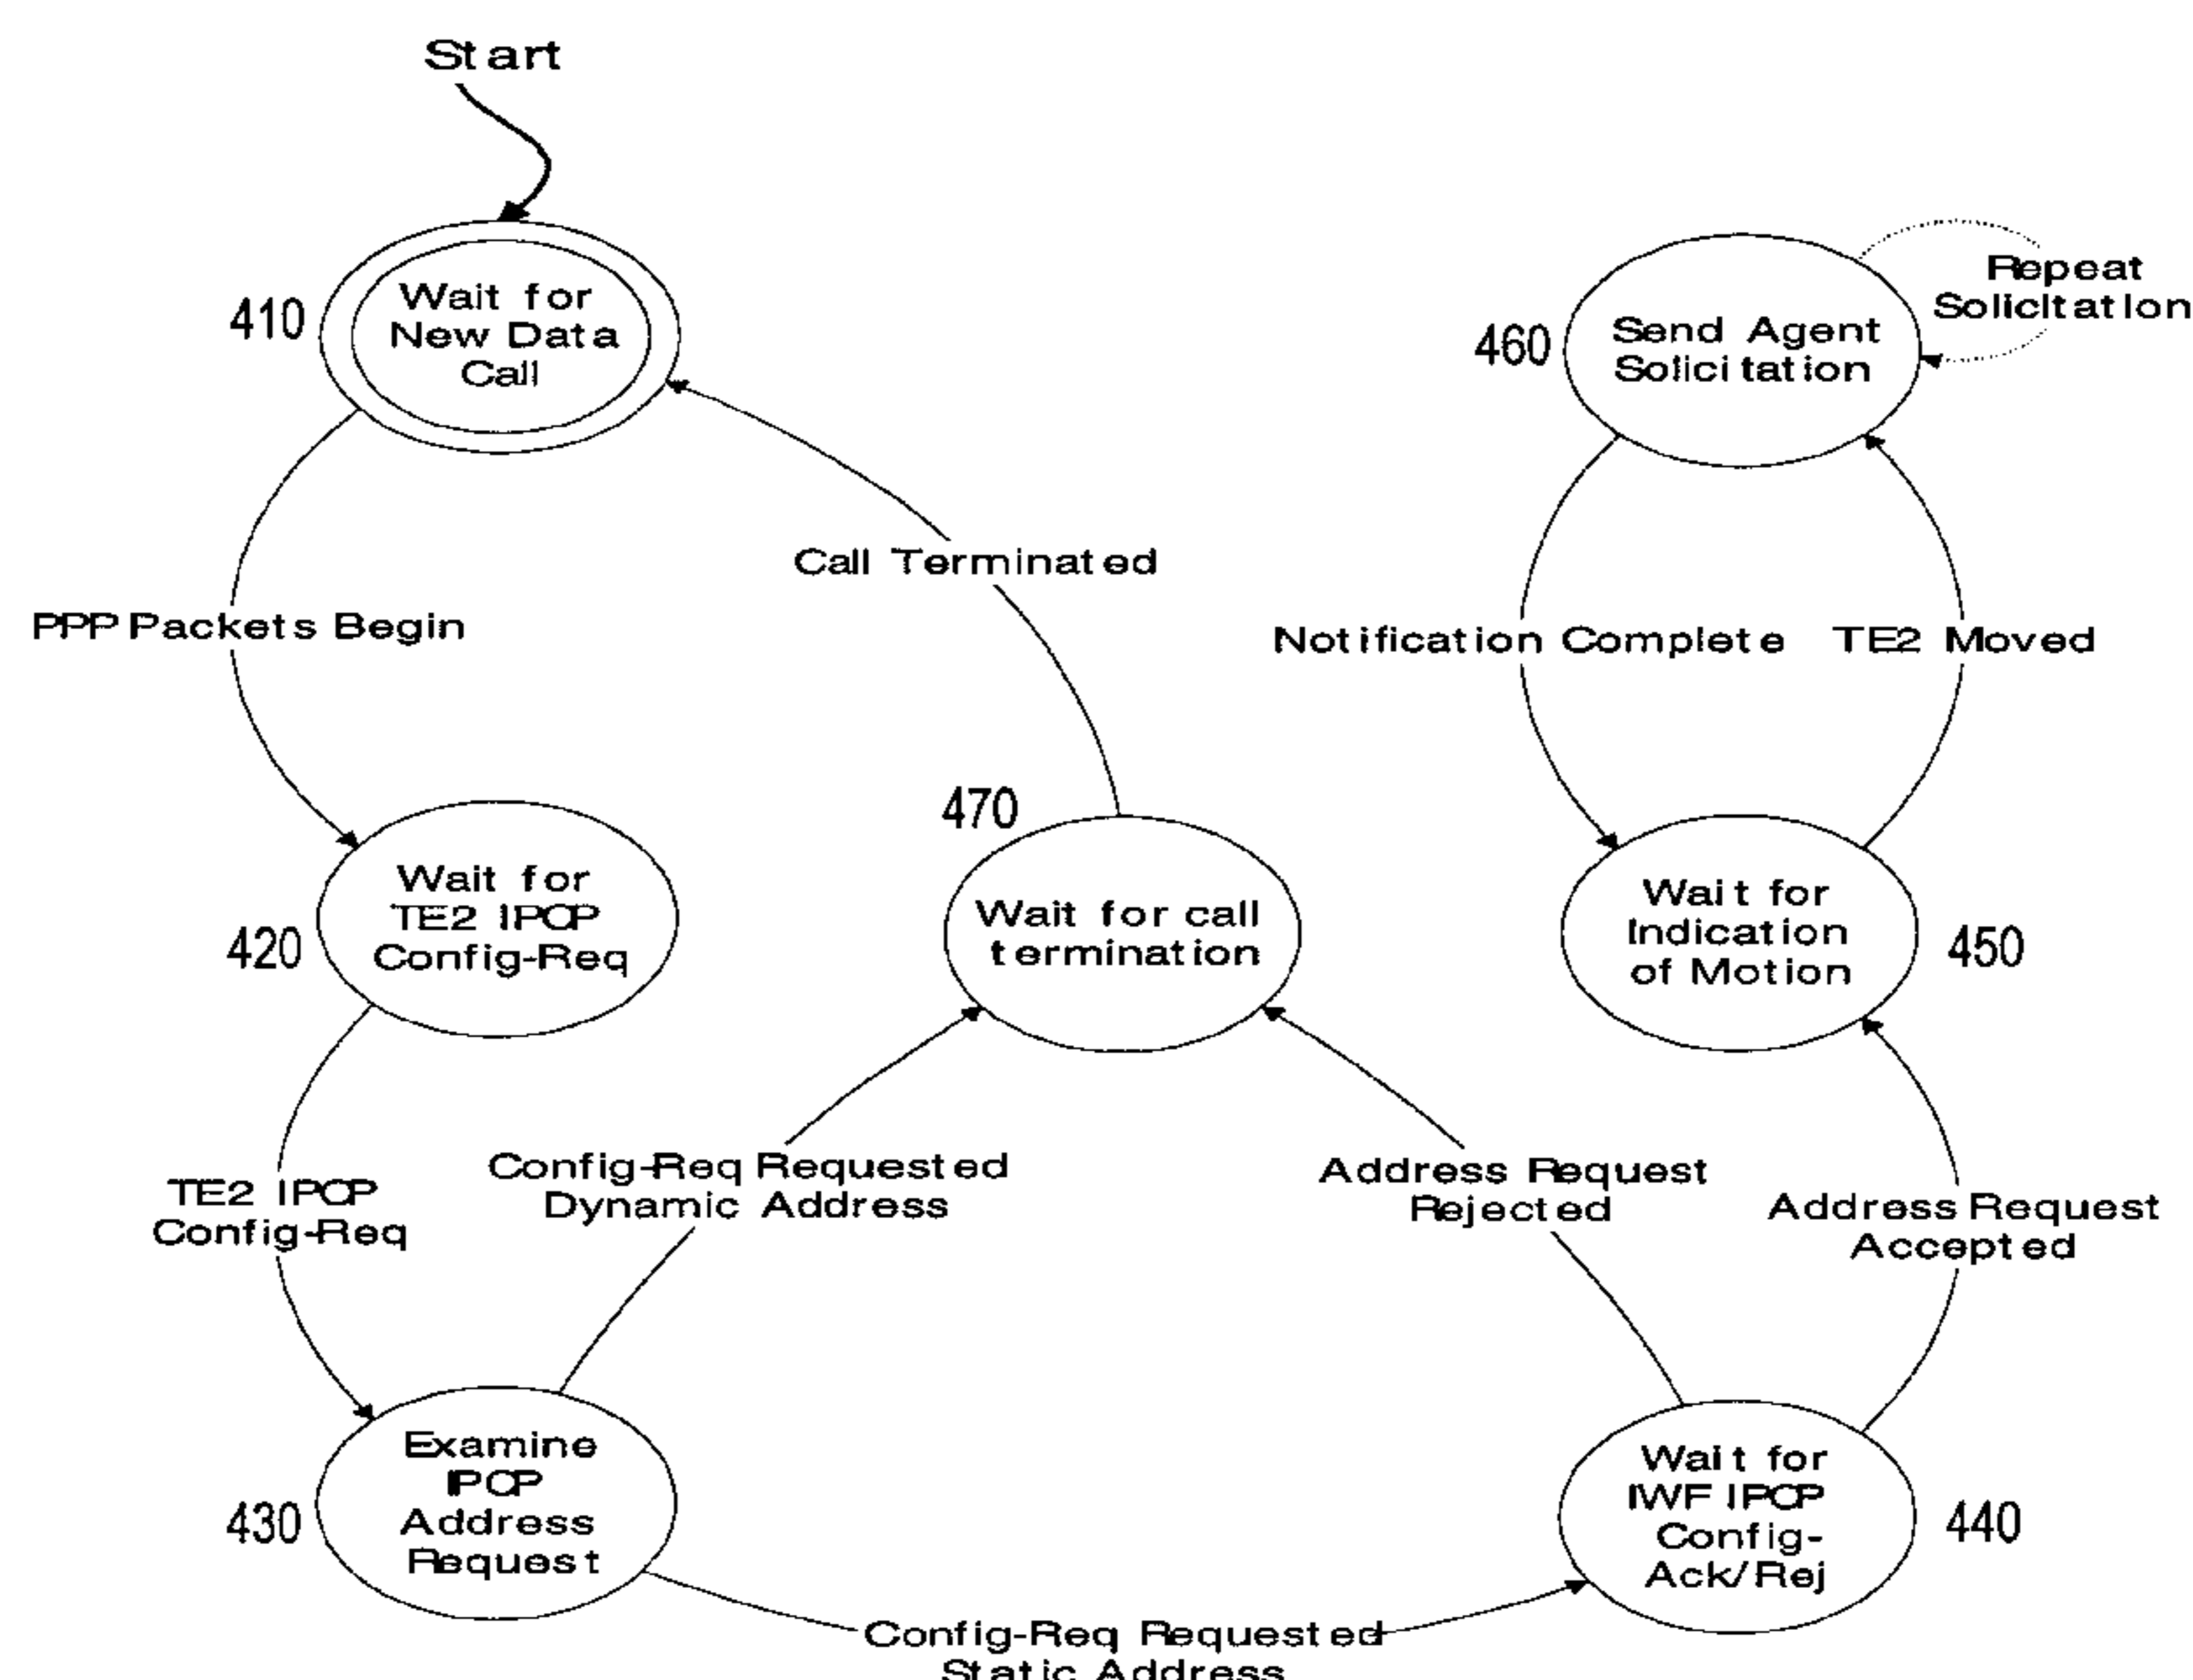 Start
410
Wait for
New Data
Call
460
Send Agent
Solicitation
Repeat
Solicitation
Call Terminated
PPP Packets Begin
Notification Complete
TE2 Moved
470
Wait for
TE2 IPCP
Config-Req
420
Wait for call
termination
Wait for
Indication
of Motion
450
TE2 IPCP
Config-Req
Config-Req Requested
Dynamic Address
Address Request
Rejected
Address Request
Accepted
430
Examine
IPCP
Address
Request
Wait for
IWF IPCP
Config-
Ack/Rej
440
Config-Req Requested
Static Address